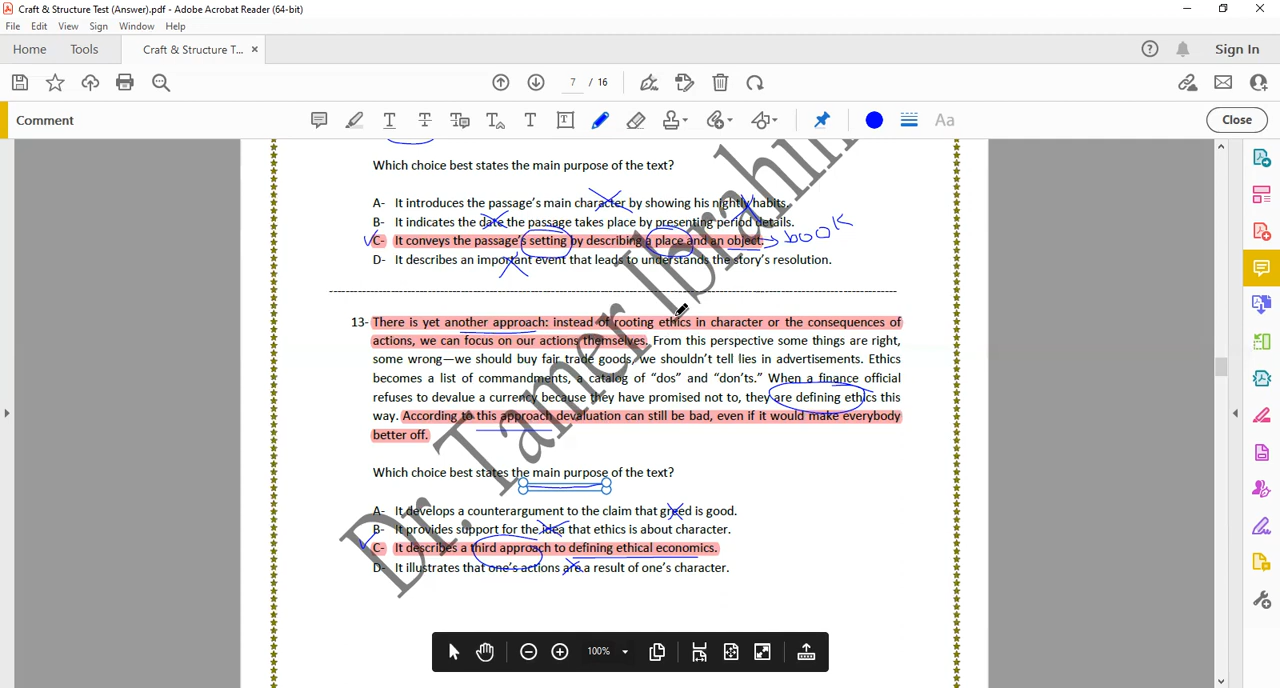 Craft & Structure Test (Answer).pdf - Adobe Acrobat Reader (64-bit)
File Edit View Sign Window Help
Home Tools Craft & Structure T... × Sign In
7 / 16
Comment Aa Close
Which choice best states the main purpose of the text?
A- It introduces the passage's main character by showing his nightly habits.
B- It indicates the date the passage takes place by presenting period details.
C- It conveys the passage's setting by describing a place and an object. → book
D- It describes an important event that leads to understands the story's resolution.
13- There is yet another approach: instead of rooting ethics in character or the consequences of
actions, we can focus on our actions themselves. From this perspective some things are right,
some wrong—we should buy fair trade goods, we shouldn't tell lies in advertisements. Ethics
becomes a list of commandments, a catalog of “dos” and “don'ts.” When a finance official
refuses to devalue a currency because they have promised not to, they are defining ethics this
way. According to this approach devaluation can still be bad, even if it would make everybody
better off.
Which choice best states the main purpose of the text?
A- It develops a counterargument to the claim that greed is good.
B- It provides support for the idea that ethics is about character.
C- It describes a third approach to defining ethical economics.
D- It illustrates that one's actions are a result of one's character.
Dr. Tamer Ibrahim
100%